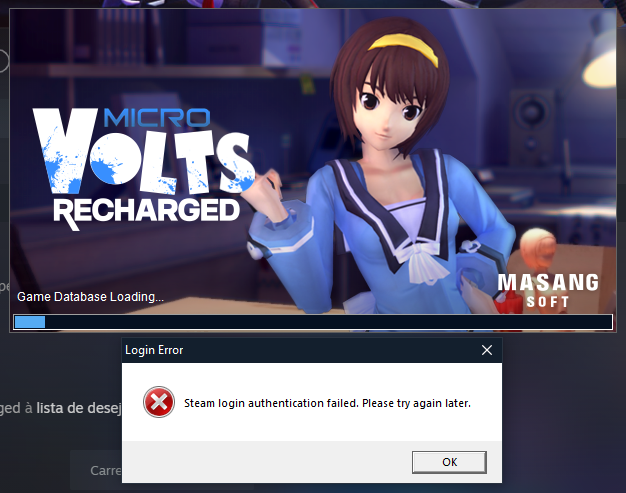 MICRO
VOLTS
RECHARGED
MASANG
SOFT
Game Database Loading...
Login Error
Steam login authentication failed. Please try again later.
ged à lista de desej
OK
Carre